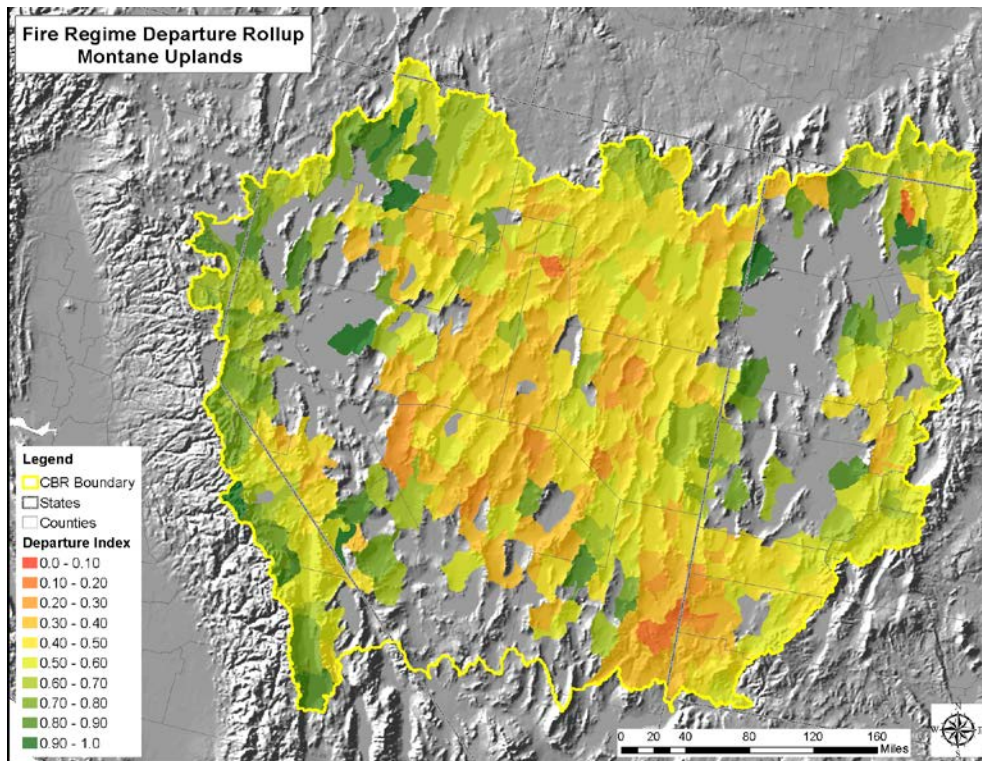 Fire Regime Departure Rollup
Montane Uplands
Legend
CBR Boundary
States
Counties
Departure Index
0.0 - 0.10
0.10 - 0.20
0.20 - 0.30
0.30 - 0.40
0.40 - 0.50
0.50 - 0.60
0.60 - 0.70
0.70 - 0.80
0.80 - 0.90
0.90 - 1.0
0 20 40 80 120 160
Miles
N
W E
S